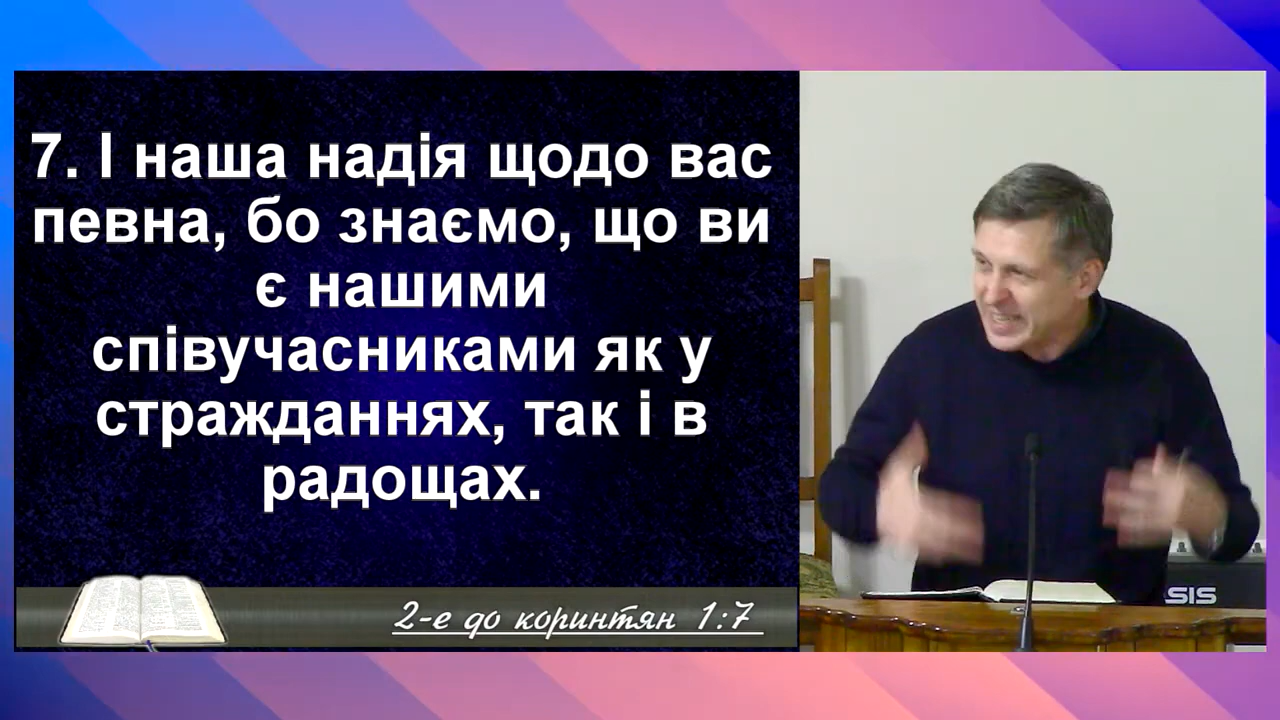 7. І наша надія щодо вас
певна, бо знаємо, що ви
є нашими
співучасниками як у
стражданнях, так і в
радощах.
2-е до коринтян 1:7
SIS